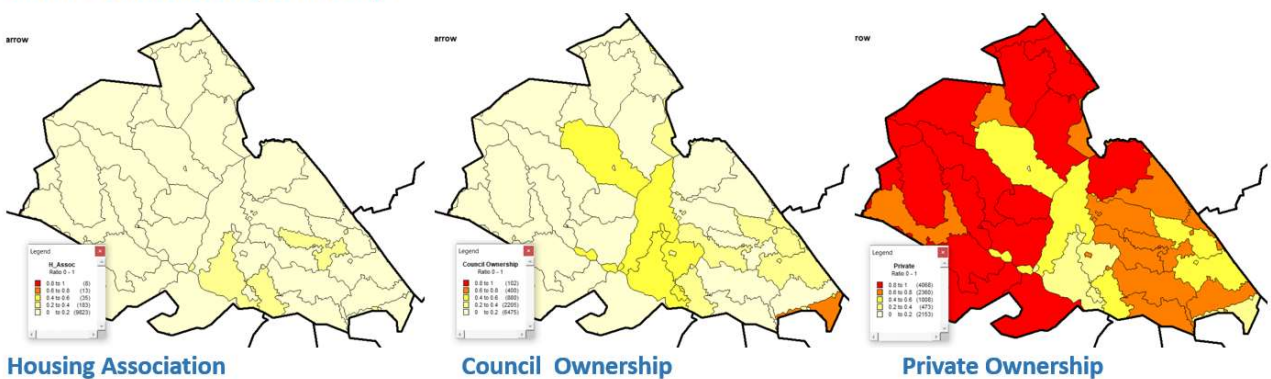 arrow
Legend
H_Assoc
Ratio 0 - 1
0.8 to 1 (0)
0.6 to 0.8 (13)
0.4 to 0.6 (35)
0.2 to 0.4 (183)
0 to 0.2 (9823)
Housing Association
arrow
Legend
Council Ownership
Ratio 0 - 1
0.8 to 1 (102)
0.6 to 0.8 (400)
0.4 to 0.6 (880)
0.2 to 0.4 (2205)
0 to 0.2 (6475)
Council Ownership
row
Legend
Private
Ratio 0 - 1
0.8 to 1 (4066)
0.6 to 0.8 (2360)
0.4 to 0.6 (1008)
0.2 to 0.4 (473)
0 to 0.2 (2153)
Private Ownership